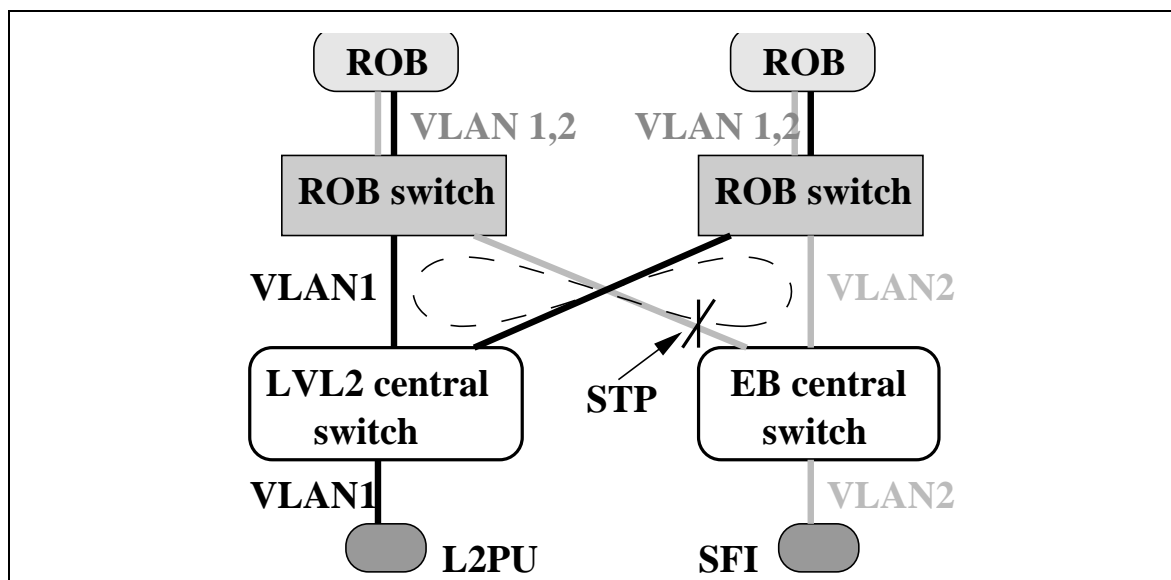 ROB
ROB
VLAN 1,2
VLAN 1,2
ROB switch
ROB switch
VLAN1
VLAN2
STP
LVL2 central
switch
EB central
switch
VLAN1
VLAN2
L2PU
SFI